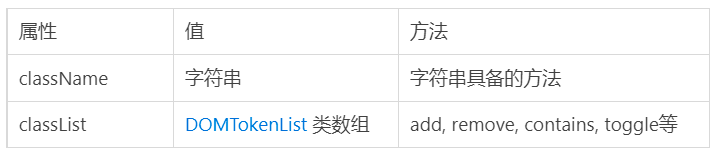 属性 值 方法
className 字符串 字符串具备的方法
classList DOMTokenList 类数组 add, remove, contains, toggle等